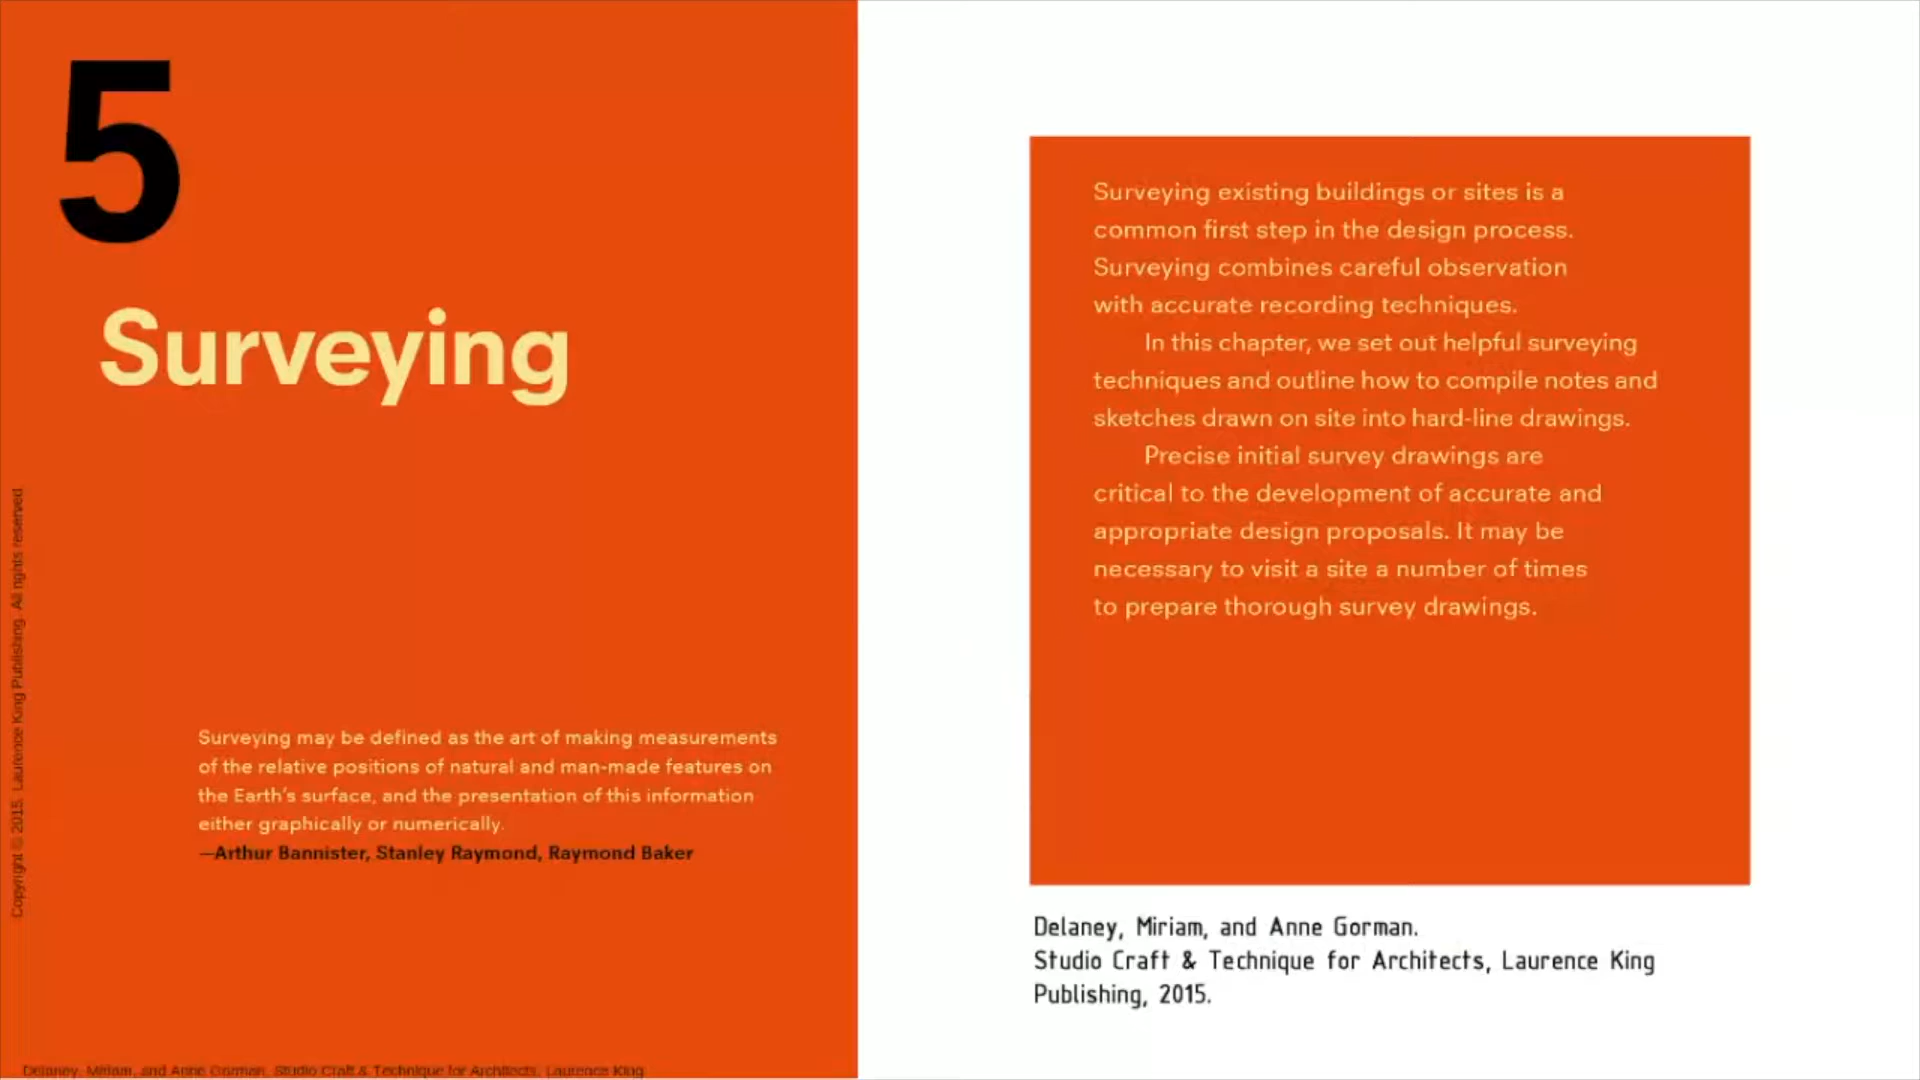 5
Surveying
Surveying may be defined as the art of making measurements
of the relative positions of natural and man-made features on
the Earth's surface, and the presentation of this information
either graphically or numerically.
—Arthur Bannister, Stanley Raymond, Raymond Baker
Copyright © 2015. Laurence King Publishing. All rights reserved
Delaney, Miriam, and Anne Gorman. Studio Craft & Technique for Architects, Laurence King
Surveying existing buildings or sites is a
common first step in the design process.
Surveying combines careful observation
with accurate recording techniques.
In this chapter, we set out helpful surveying
techniques and outline how to compile notes and
sketches drawn on site into hard-line drawings.
Precise initial survey drawings are
critical to the development of accurate and
appropriate design proposals. It may be
necessary to visit a site a number of times
to prepare thorough survey drawings.
Delaney, Miriam, and Anne Gorman.
Studio Craft & Technique for Architects, Laurence King
Publishing, 2015.